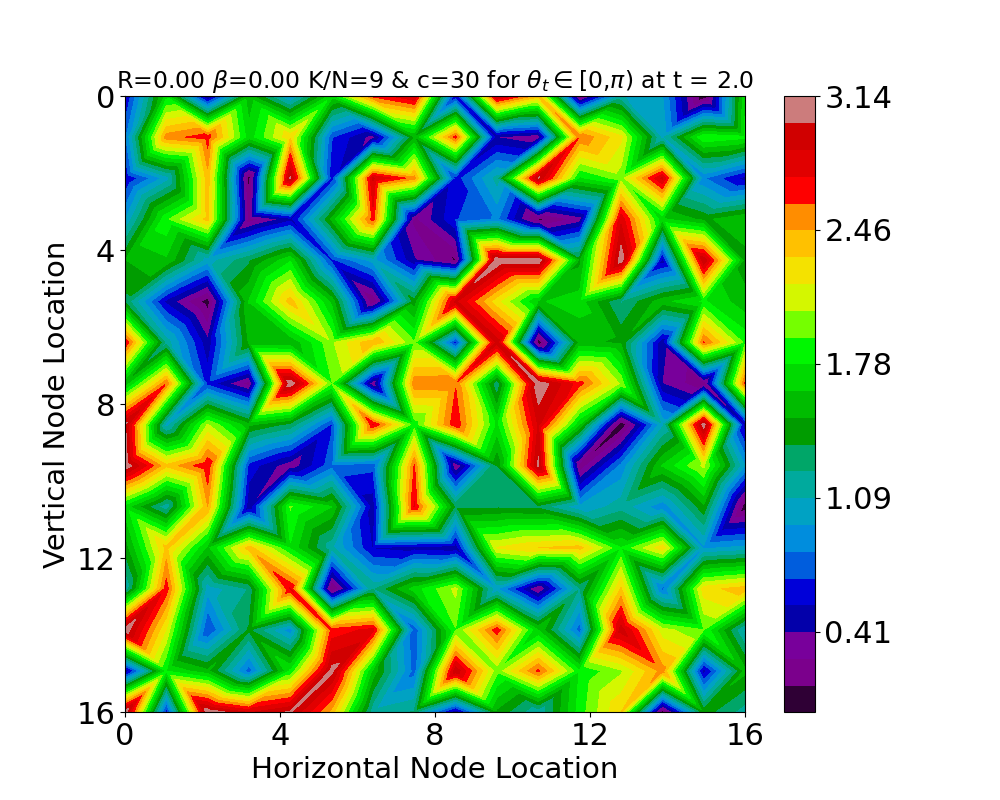 R=0.00 β=0.00 K/N=9 & c=30 for θ_t ∈ [0,π) at t = 2.0
0
4
8
12
16
0 4 8 12 16
Vertical Node Location
Horizontal Node Location
3.14
2.46
1.78
1.09
0.41